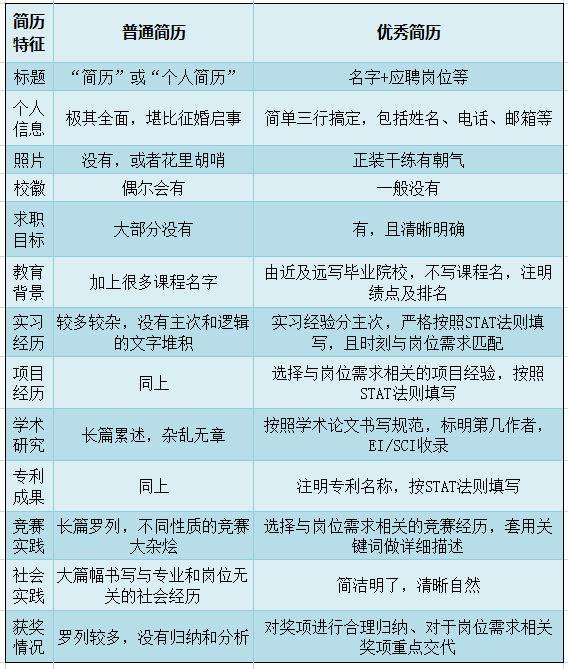 简历
特征
普通简历
优秀简历
标题
“简历”或“个人简历”
名字+应聘岗位等
个人
信息
极其全面，堪比征婚启事
简单三行搞定，包括姓名、电话、邮箱等
照片
没有，或者花里胡哨
正装干练有朝气
校徽
偶尔会有
一般没有
求职
目标
大部分没有
有，且清晰明确
教育
背景
加上很多课程名字
由近及远写毕业院校，不写课程名，注明
绩点及排名
实习
经历
较多较杂，没有主次和逻辑
的文字堆积
实习经验分主次，严格按照STAT法则填
写，且时刻与岗位需求匹配
项目
经历
同上
选择与岗位需求相关的项目经验，按照
STAT法则填写
学术
研究
长篇累述，杂乱无章
按照学术论文书写规范，标明第几作者，
EI/SCI收录
专利
成果
同上
注明专利名称，按STAT法则填写
竞赛
实践
长篇罗列，不同性质的竞赛
大杂烩
选择与岗位需求相关的竞赛经历，套用关
键词做详细描述
社会
实践
大篇幅书写与专业和岗位无
关的社会经历
简洁明了，清晰自然
获奖
情况
罗列较多，没有归纳和分析
对奖项进行合理归纳、对于岗位需求相关
奖项重点交代